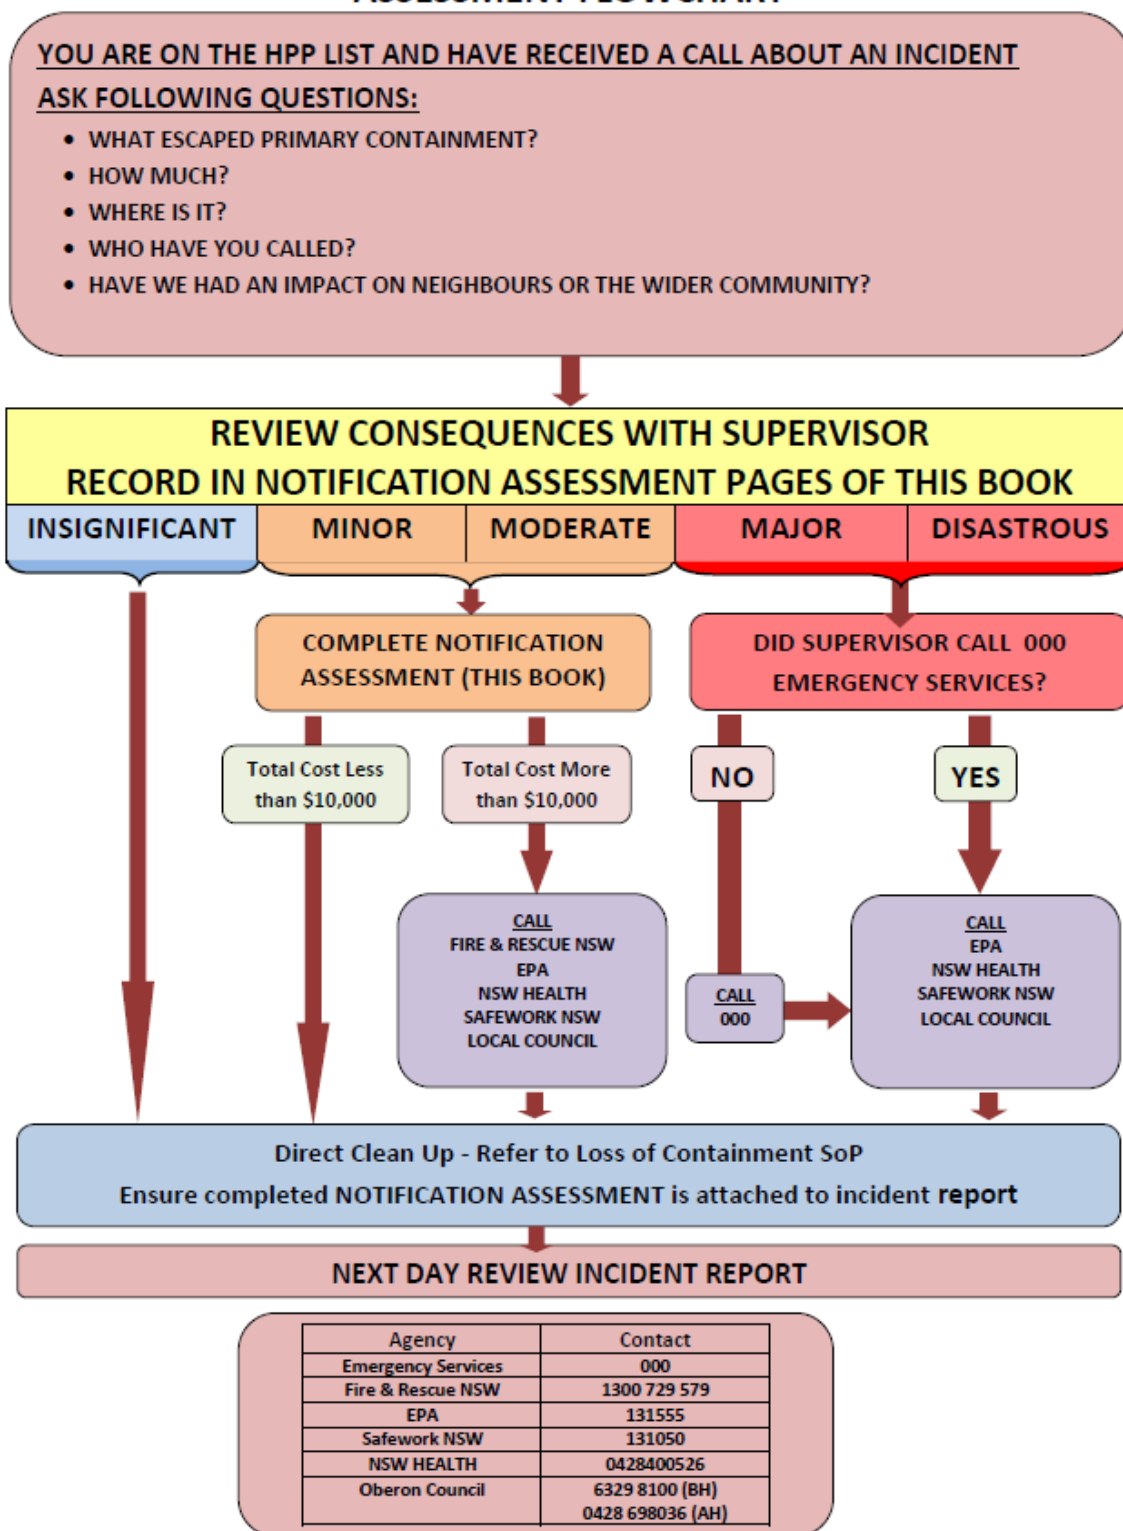 ASSESSMENT FLOWCHART
YOU ARE ON THE HPP LIST AND HAVE RECEIVED A CALL ABOUT AN INCIDENT
ASK FOLLOWING QUESTIONS:
• WHAT ESCAPED PRIMARY CONTAINMENT?
• HOW MUCH?
• WHERE IS IT?
• WHO HAVE YOU CALLED?
• HAVE WE HAD AN IMPACT ON NEIGHBOURS OR THE WIDER COMMUNITY?
REVIEW CONSEQUENCES WITH SUPERVISOR
RECORD IN NOTIFICATION ASSESSMENT PAGES OF THIS BOOK
INSIGNIFICANT MINOR MODERATE MAJOR DISASTROUS
COMPLETE NOTIFICATION
ASSESSMENT (THIS BOOK)
DID SUPERVISOR CALL 000
EMERGENCY SERVICES?
Total Cost Less
than $10,000
Total Cost More
than $10,000
NO
YES
CALL
FIRE & RESCUE NSW
EPA
NSW HEALTH
SAFEWORK NSW
LOCAL COUNCIL
CALL
000
CALL
EPA
NSW HEALTH
SAFEWORK NSW
LOCAL COUNCIL
Direct Clean Up - Refer to Loss of Containment SoP
Ensure completed NOTIFICATION ASSESSMENT is attached to incident report
NEXT DAY REVIEW INCIDENT REPORT
Agency Contact
Emergency Services 000
Fire & Rescue NSW 1300 729 579
EPA 131555
Safework NSW 131050
NSW HEALTH 0428400526
Oberon Council 6329 8100 (BH)
0428 698036 (AH)